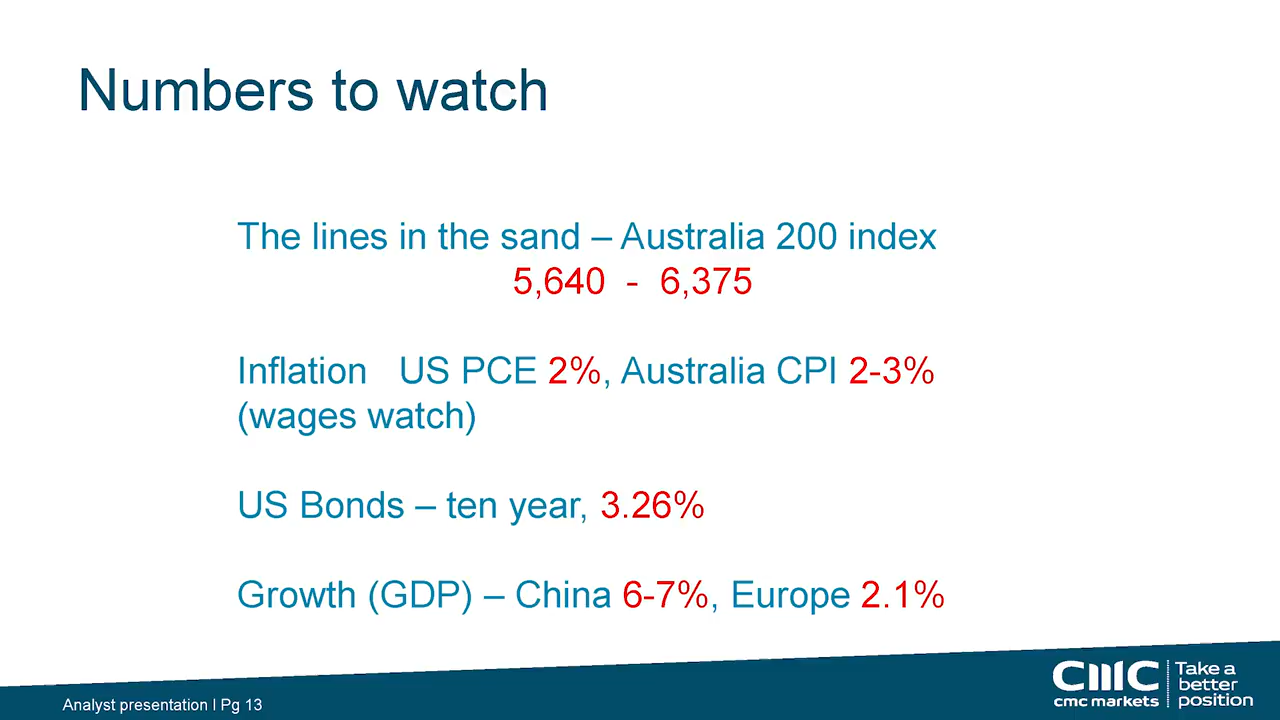 Numbers to watch
The lines in the sand – Australia 200 index
5,640 - 6,375
Inflation US PCE 2%, Australia CPI 2-3%
(wages watch)
US Bonds – ten year, 3.26%
Growth (GDP) – China 6-7%, Europe 2.1%
Analyst presentation I Pg 13
cmc
cmc markets
Take a
better
position